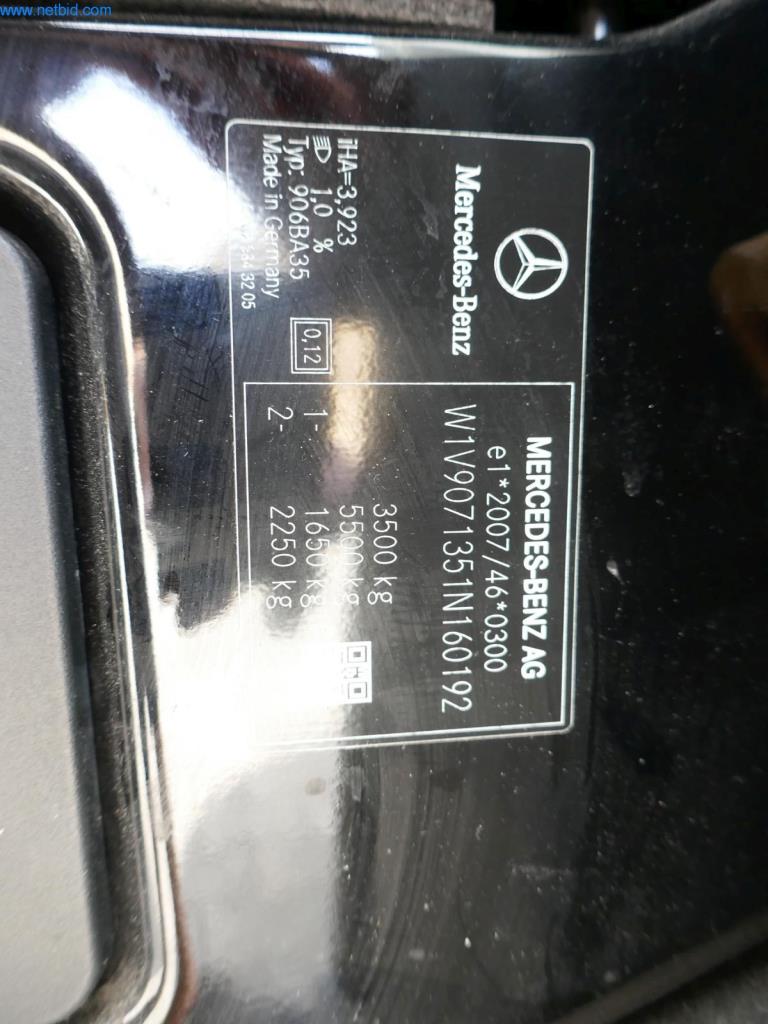 www.netbid.com
Mercedes-Benz
iHA=3,923
1,0 %
Typ: 906BA35
Made in Germany
0,12
MERCEDES-BENZ AG
e1*2007/46*0300
W1V9071351N160192
3500 kg
5500 kg
1- 1650 kg
2- 2250 kg